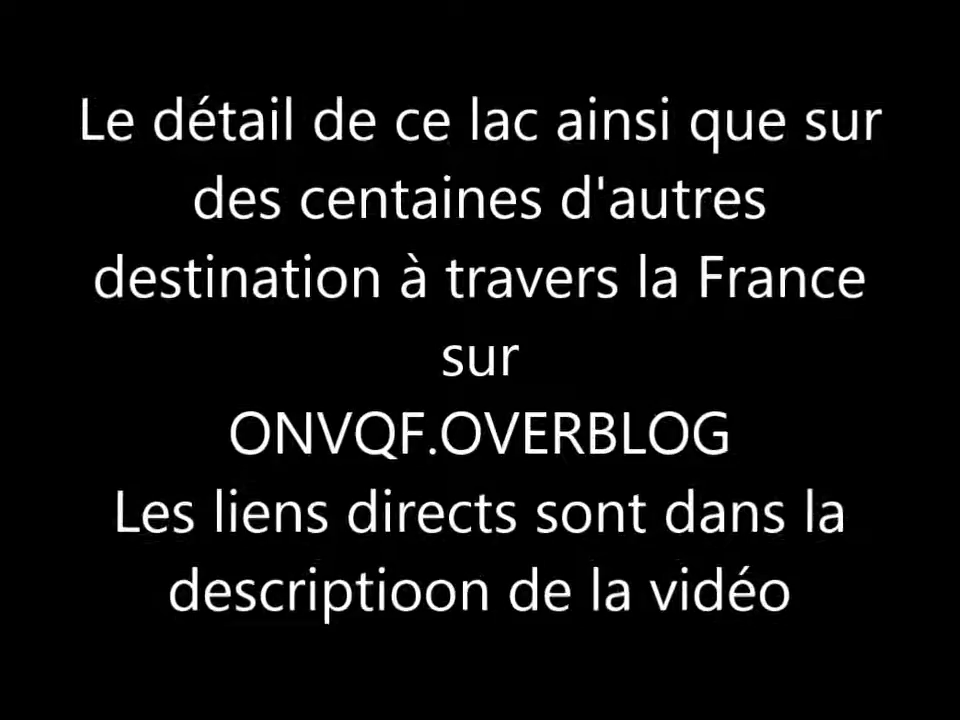 Le détail de ce lac ainsi que sur
des centaines d'autres
destination à travers la France
sur
ONVQF.OVERBLOG
Les liens directs sont dans la
descriptioon de la vidéo